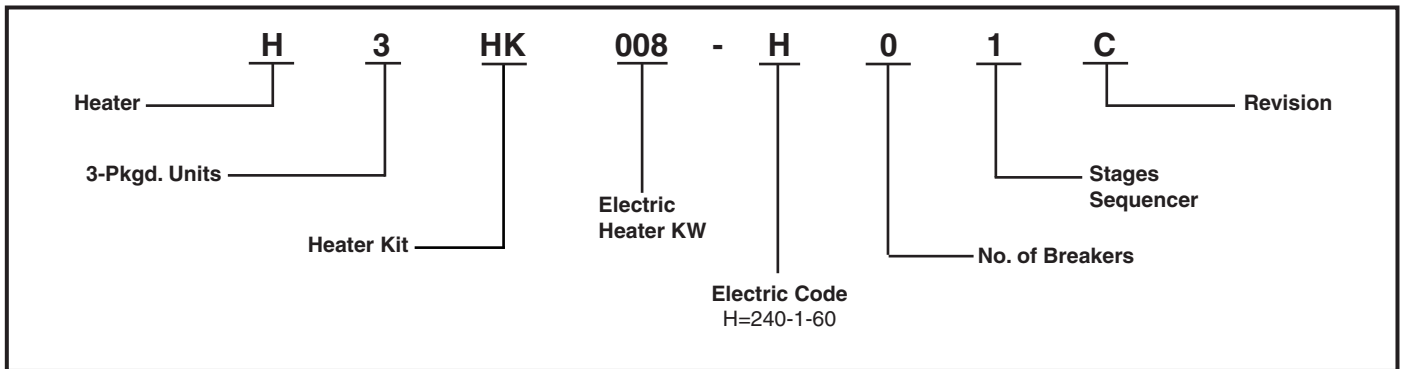 H 3 HK 008 - H 0 1 C
Heater
Revision
3-Pkgd. Units
Stages
Sequencer
Electric
Heater KW
Heater Kit
No. of Breakers
Electric Code
H=240-1-60